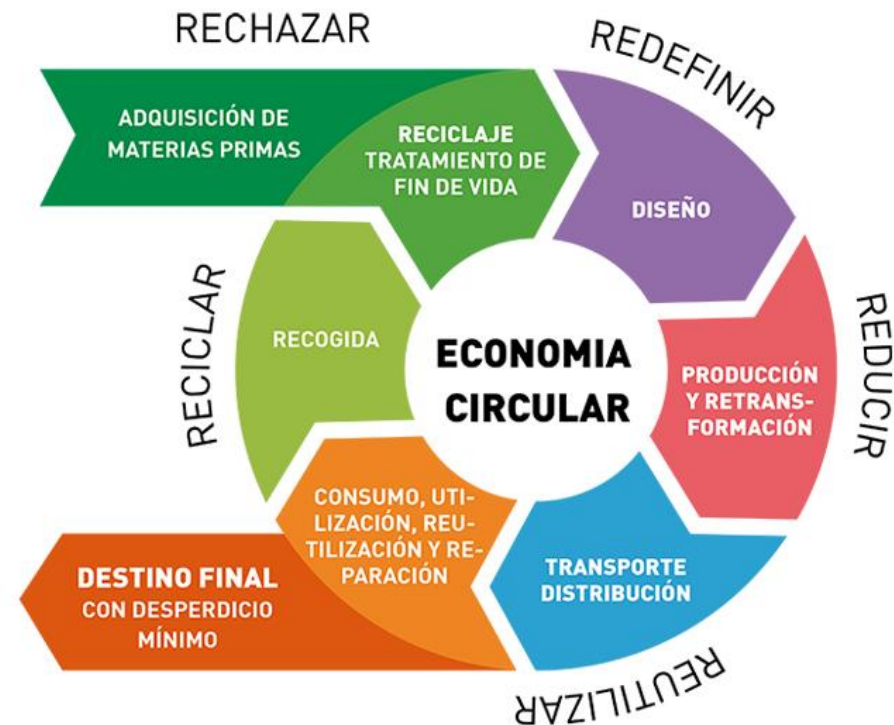 RECHAZAR
REDEFINIR
ADQUISICIÓN DE
MATERIAS PRIMAS
RECICLAJE
TRATAMIENTO DE
FIN DE VIDA
DISEÑO
REDUCIR
PRODUCCIÓN
Y RETRANS-
FORMACIÓN
ECONOMIA
CIRCULAR
RECICLAR
RECOGIDA
CONSUMO, UTI-
LIZACIÓN, REU-
TILIZACIÓN Y RE-
PARACIÓN
TRANSPORTE
DISTRIBUCIÓN
REUTILIZAR
DESTINO FINAL
CON DESPERDICIO
MÍNIMO